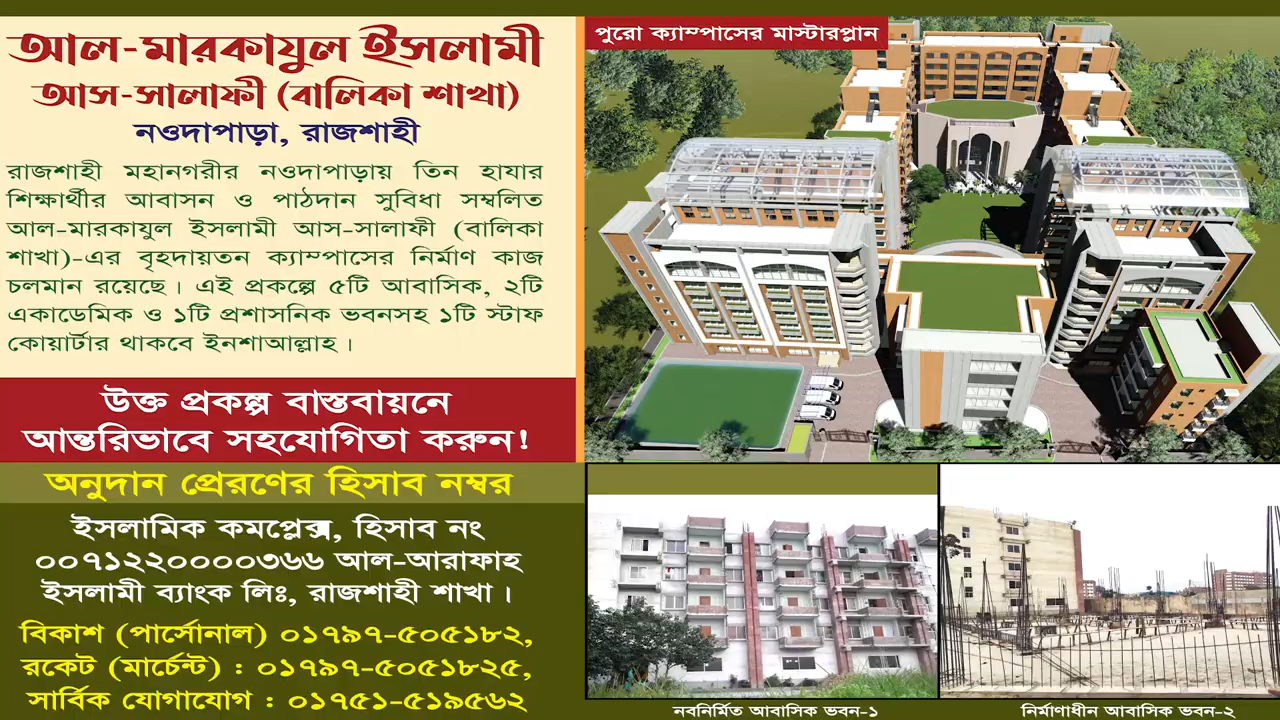 আল-মারকাযুল ইসলামী
আস-সালাফী (বালিকা শাখা)
নওদাপাড়া, রাজশাহী
রাজশাহী মহানগরীর নওদাপাড়ায় তিন হাযার
শিক্ষার্থীর আবাসন ও পাঠদান সুবিধা সম্বলিত
আল-মারকাযুল ইসলামী আস-সালাফী (বালিকা
শাখা)-এর বৃহদায়তন ক্যাম্পাসের নির্মাণ কাজ
চলমান রয়েছে। এই প্রকল্পে ৫টি আবাসিক, ২টি
একাডেমিক ও ১টি প্রশাসনিক ভবনসহ ১টি স্টাফ
কোয়ার্টার থাকবে ইনশাআল্লাহ।
উক্ত প্রকল্প বাস্তবায়নে
আন্তরিভাবে সহযোগিতা করুন!
অনুদান প্রেরণের হিসাব নম্বর
ইসলামিক কমপ্লেক্স, হিসাব নং
০০৭১২২০০০০৩৬৬ আল-আরাফাহ
ইসলামী ব্যাংক লিঃ, রাজশাহী শাখা।
বিকাশ (পার্সোনাল) ০১৭৯৭-৫০৫১৮২,
রকেট (মার্চেন্ট) : ০১৭৯৭-৫০৫১৮২৫,
সার্বিক যোগাযোগ : ০১৭৫১-৫১৯৫৬২
পুরো ক্যাম্পাসের মাস্টারপ্লান
নবনির্মিত আবাসিক ভবন-১
নির্মাণাধীন আবাসিক ভবন-২